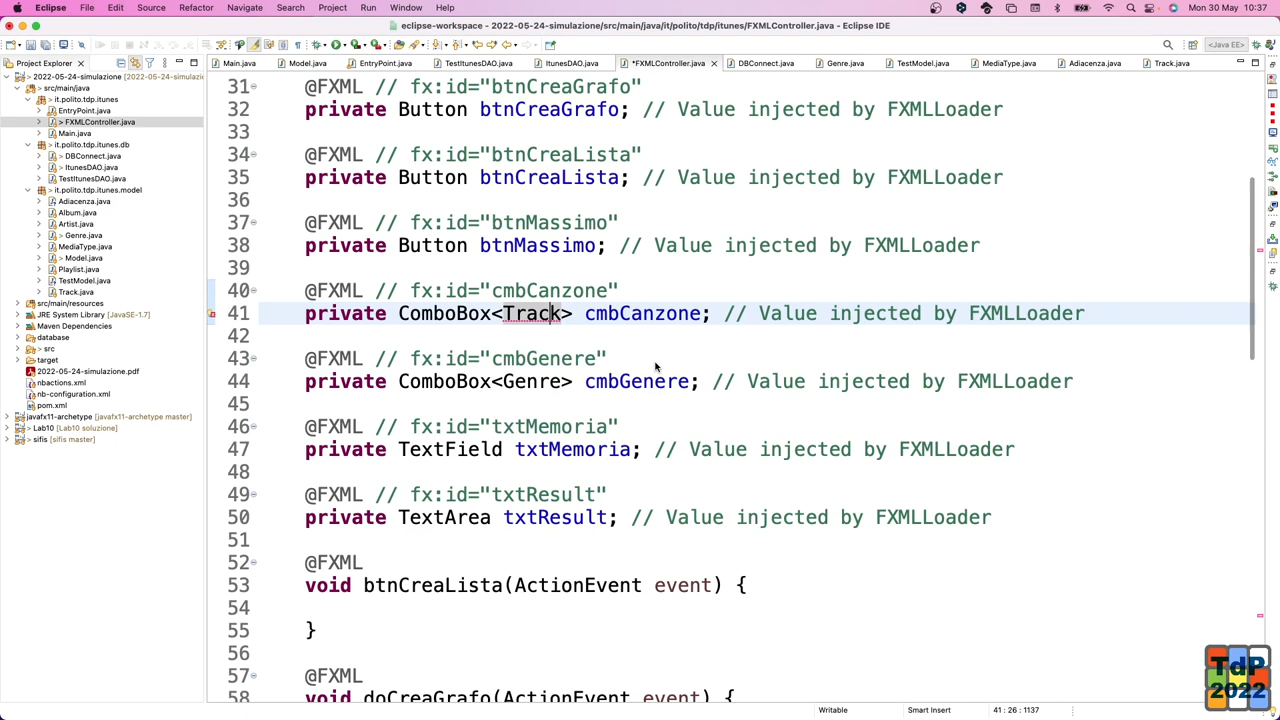 Eclipse File Edit Source Refactor Navigate Search Project Run Window Help Mon 30 May 10:37
eclipse-workspace - 2022-05-24-simulazione/src/main/java/it/polito/tdp/itunes/FXMLController.java - Eclipse IDE
<Java EE>
Project Explorer
Main.java Model.java EntryPoint.java TestItunesDAO.java ItunesDAO.java *FXMLController.java DBConnect.java Genre.java TestModel.java MediaType.java Adiacenza.java Track.java
2022-05-24-simulazione [2022-05-24-simulazi
src/main/java
it.polito.tdp.itunes
EntryPoint.java
> FXMLController.java
Main.java
> it.polito.tdp.itunes.db
> DBConnect.java
> ItunesDAO.java
TestItunesDAO.java
> it.polito.tdp.itunes.model
Adiacenza.java
Album.java
Artist.java
> Genre.java
MediaType.java
> Model.java
Playlist.java
TestModel.java
Track.java
src/main/resources
JRE System Library [JavaSE-1.7]
Maven Dependencies
database
> src
target
2022-05-24-simulazione.pdf
nbactions.xml
nb-configuration.xml
pom.xml
javafx11-archetype [javafx11-archetype master]
> Lab10 [Lab10 soluzione]
> sifis [sifis master]
31 @FXML // fx:id="btnCreaGrafo"
32 private Button btnCreaGrafo; // Value injected by FXMLLoader
33
34 @FXML // fx:id="btnCreaLista"
35 private Button btnCreaLista; // Value injected by FXMLLoader
36
37 @FXML // fx:id="btnMassimo"
38 private Button btnMassimo; // Value injected by FXMLLoader
39
40 @FXML // fx:id="cmbCanzone"
41 private ComboBox<Track> cmbCanzone; // Value injected by FXMLLoader
42
43 @FXML // fx:id="cmbGenere"
44 private ComboBox<Genre> cmbGenere; // Value injected by FXMLLoader
45
46 @FXML // fx:id="txtMemoria"
47 private TextField txtMemoria; // Value injected by FXMLLoader
48
49 @FXML // fx:id="txtResult"
50 private TextArea txtResult; // Value injected by FXMLLoader
51
52 @FXML
53 void btnCreaLista(ActionEvent event) {
54
55 }
56
57 @FXML
58 void doCreaGrafo(ActionEvent event) {
Writable Smart Insert 41 : 26 : 1137
TdP
2022